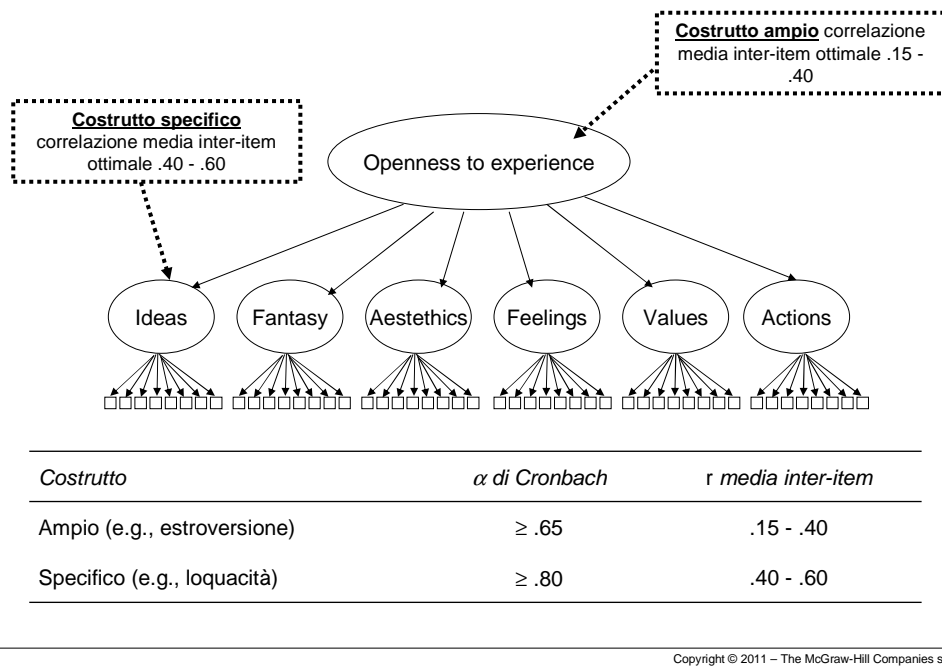 Costrutto ampio correlazione
media inter-item ottimale .15 -
.40
Costrutto specifico
correlazione media inter-item
ottimale .40 - .60
Openness to experience
Ideas
Fantasy
Aestethics
Feelings
Values
Actions
Costrutto α di Cronbach r media inter-item
Ampio (e.g., estroversione) ≥ .65 .15 - .40
Specifico (e.g., loquacità) ≥ .80 .40 - .60
Copyright © 2011 – The McGraw-Hill Companies s